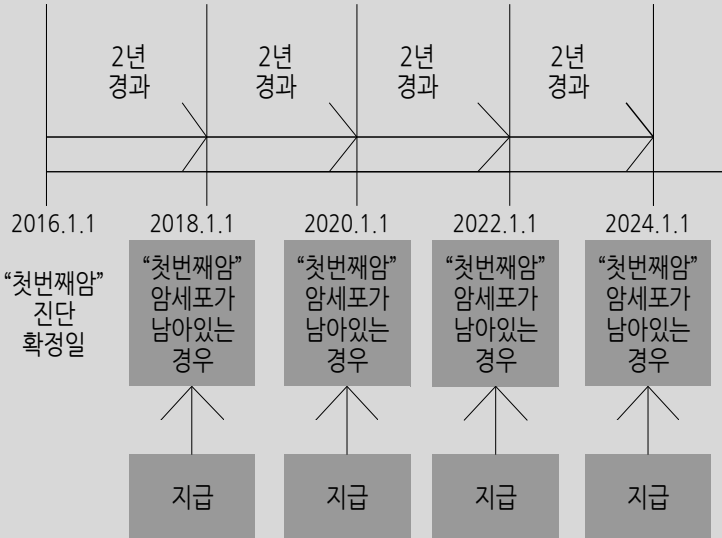 2년
경과
2년
경과
2년
경과
2년
경과
2016.1.1
2018.1.1
2020.1.1
2022.1.1
2024.1.1
“첫번째암”
진단
확정일
“첫번째암”
암세포가
남아있는
경우
“첫번째암”
암세포가
남아있는
경우
“첫번째암”
암세포가
남아있는
경우
“첫번째암”
암세포가
남아있는
경우
지급
지급
지급
지급